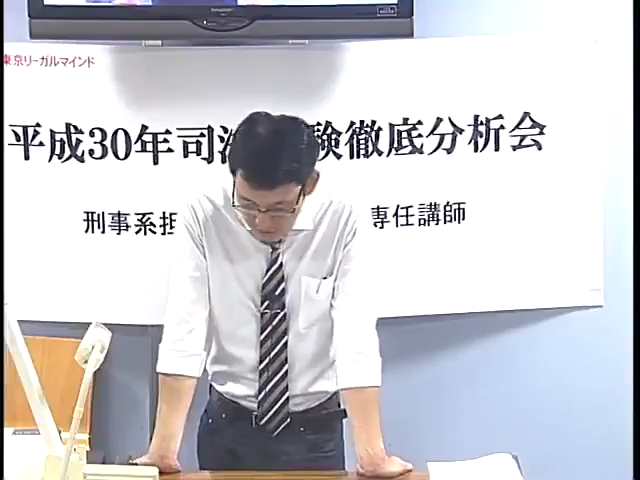 東京リーガルマインド
平成30年司法 験徹底分析会
刑事系担 専任講師